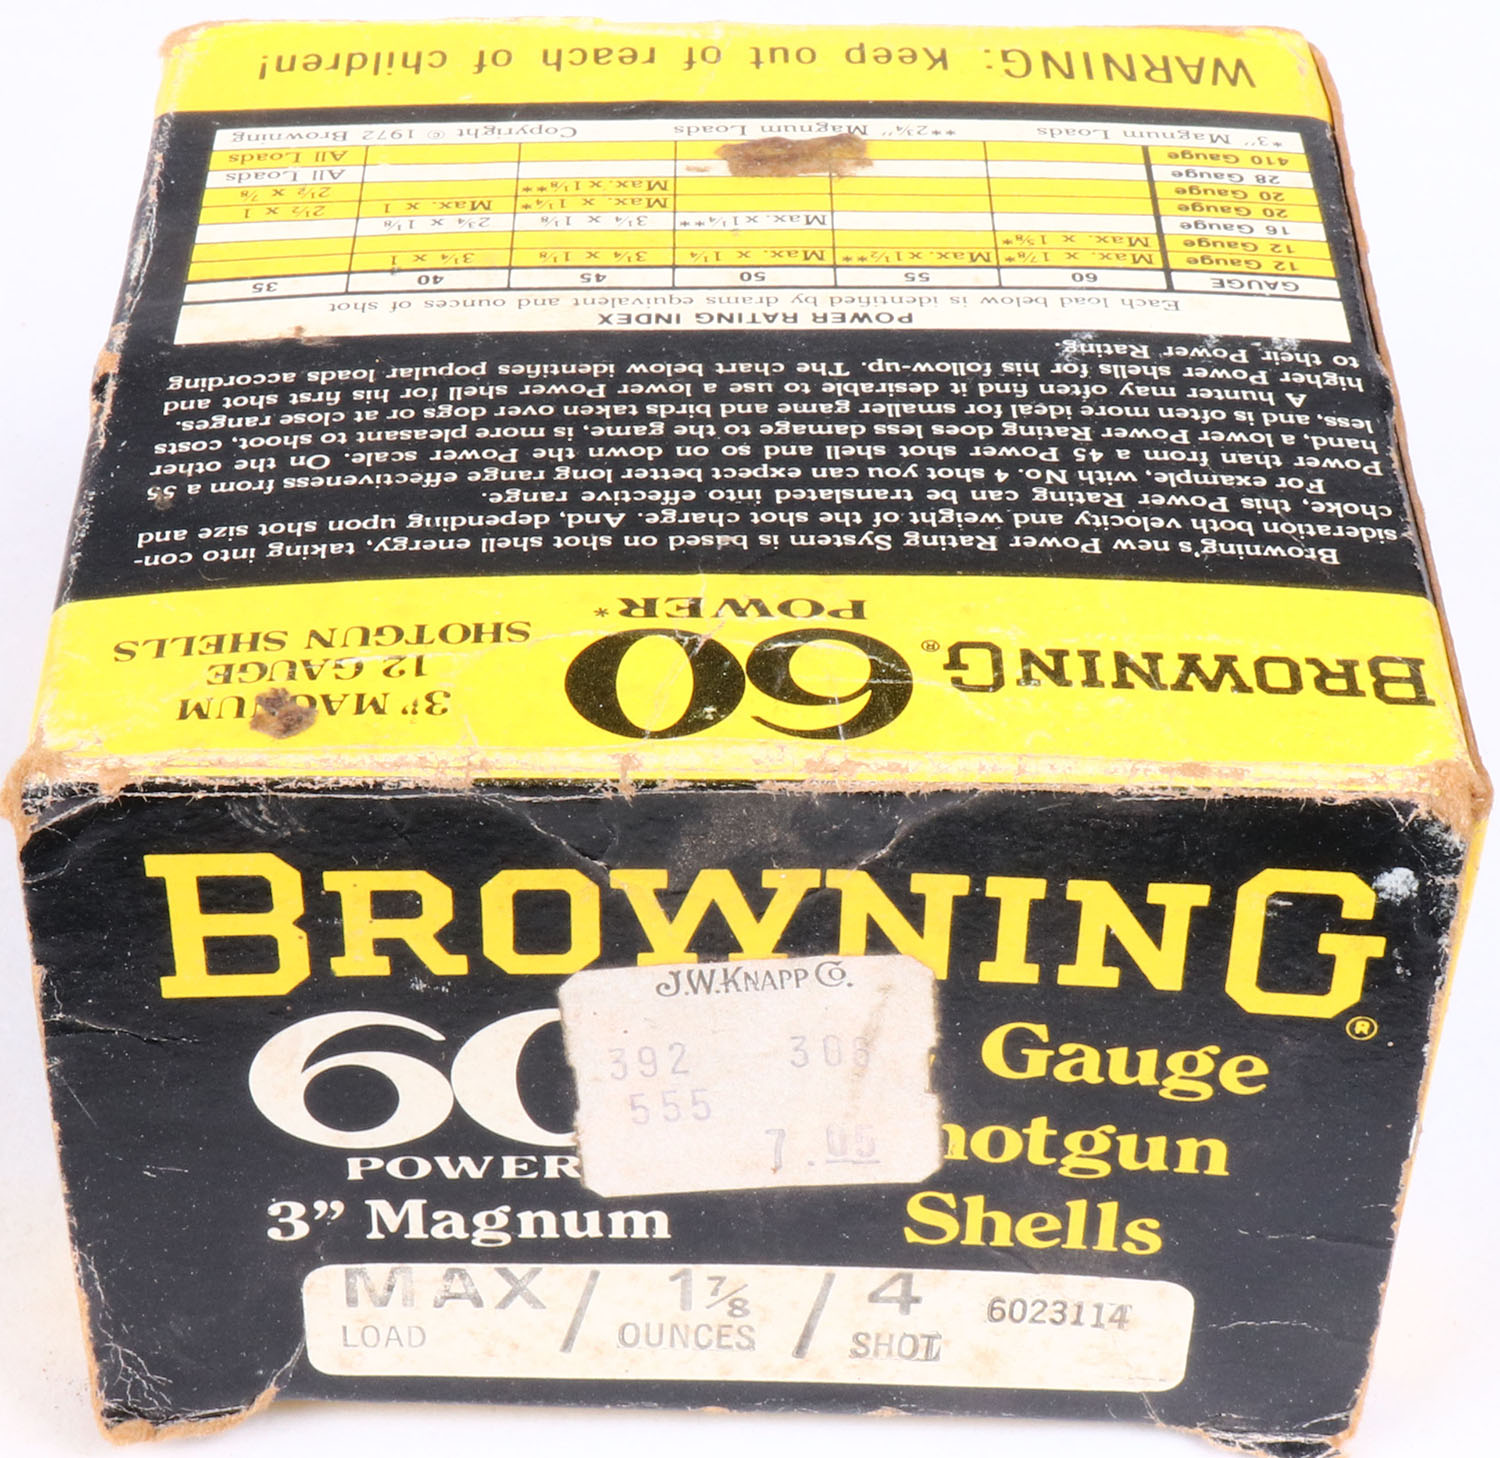 WARNING: Keep out of reach of children!
*3" Magnum Loads **2¾" Magnum Loads Copyright © 1972 Browning
410 Gauge All Loads
28 Gauge All Loads
20 Gauge Max. x 1⅛** 2½ x ⅞
20 Gauge Max. x 1¼* Max. x 1 2½ x 1
16 Gauge Max. x 1¼** 3¼ x 1⅛ 2¾ x 1⅛
12 Gauge Max. x 1⅝*
12 Gauge Max. x 1⅞* Max. x 1½** Max. x 1¼ 3¼ x 1⅛ 3¼ x 1
GAUGE 60 55 50 45 40 35
Each load below is identified by drams equivalent and ounces of shot
POWER RATING INDEX
Browning's new Power Rating System is based on shot shell energy, taking into con-
sideration both velocity and weight of the shot charge. And, depending upon shot size and
choke, this Power Rating can be translated into effective range.
For example, with No. 4 shot you can expect better long range effectiveness from a 55
Power than from a 45 Power shot shell and so on down the Power scale. On the other
hand, a lower Power Rating does less damage to the game, is more pleasant to shoot, costs
less, and is often more ideal for smaller game and birds taken over dogs or at close ranges.
A hunter may often find it desirable to use a lower Power shell for his first shot and
higher Power shells for his follow-up. The chart below identifies popular loads according
to their Power Rating.
BROWNING® 60 POWER*
3" MAGNUM
12 GAUGE
SHOTGUN SHELLS
BROWNING®
60 Gauge
POWER Shotgun
3” Magnum Shells
J.W. KNAPP Co.
392 306
555
7.05
MAX / 1⅞ / 4 6023114
LOAD OUNCES SHOT